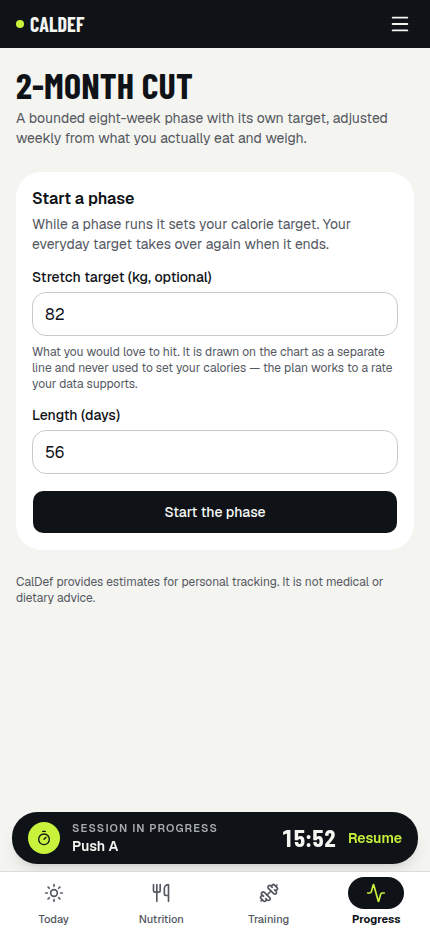 CALDEF
2-MONTH CUT
A bounded eight-week phase with its own target, adjusted
weekly from what you actually eat and weigh.
Start a phase
While a phase runs it sets your calorie target. Your
everyday target takes over again when it ends.
Stretch target (kg, optional)
82
What you would love to hit. It is drawn on the chart as a separate
line and never used to set your calories — the plan works to a rate
your data supports.
Length (days)
56
Start the phase
CalDef provides estimates for personal tracking. It is not medical or
dietary advice.
SESSION IN PROGRESS
Push A
15:52
Resume
Today
Nutrition
Training
Progress